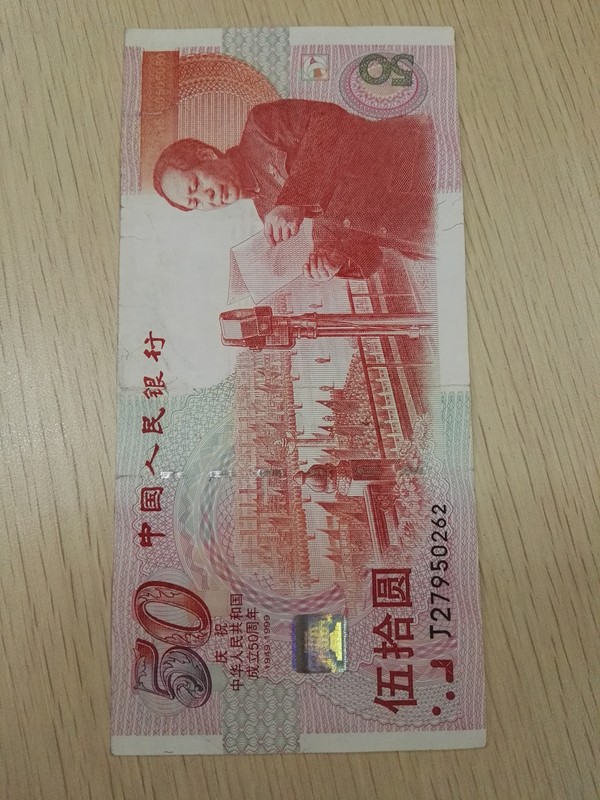 中国人民银行
50
庆祝
中华人民共和国
成立50周年
1949-1999
伍拾圆
J27950262
50